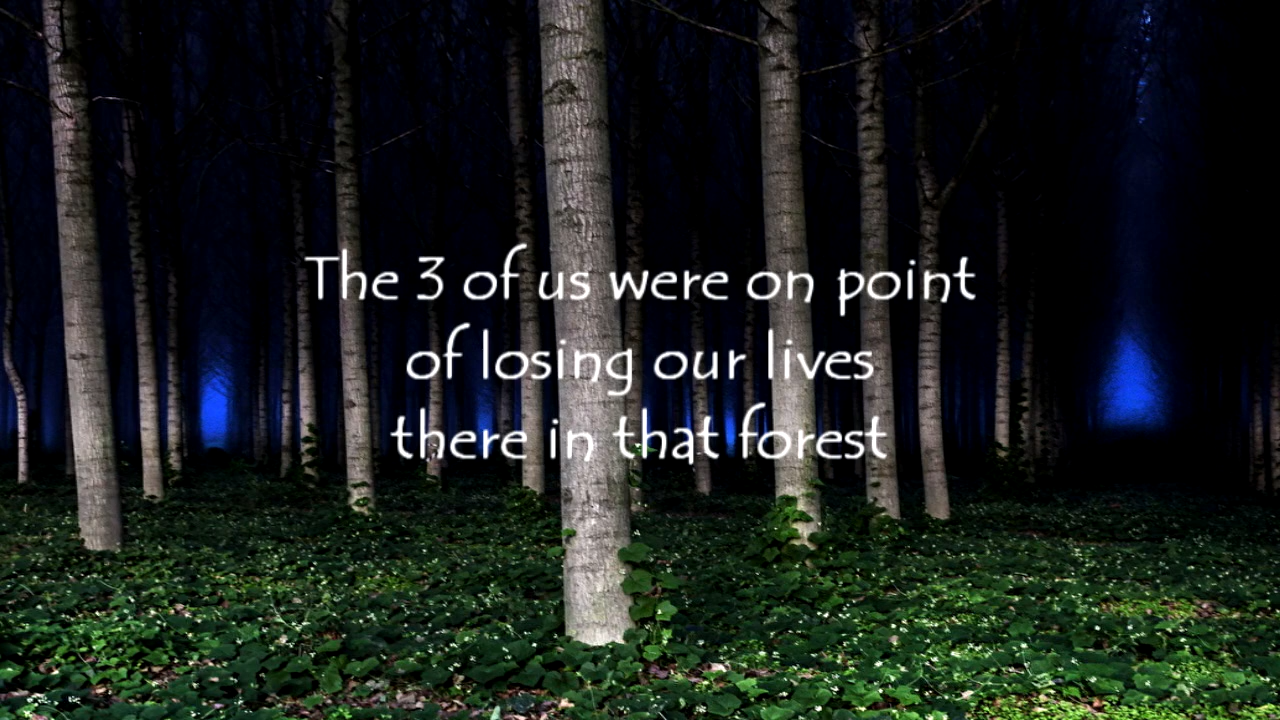 The 3 of us were on point
of losing our lives
there in that forest